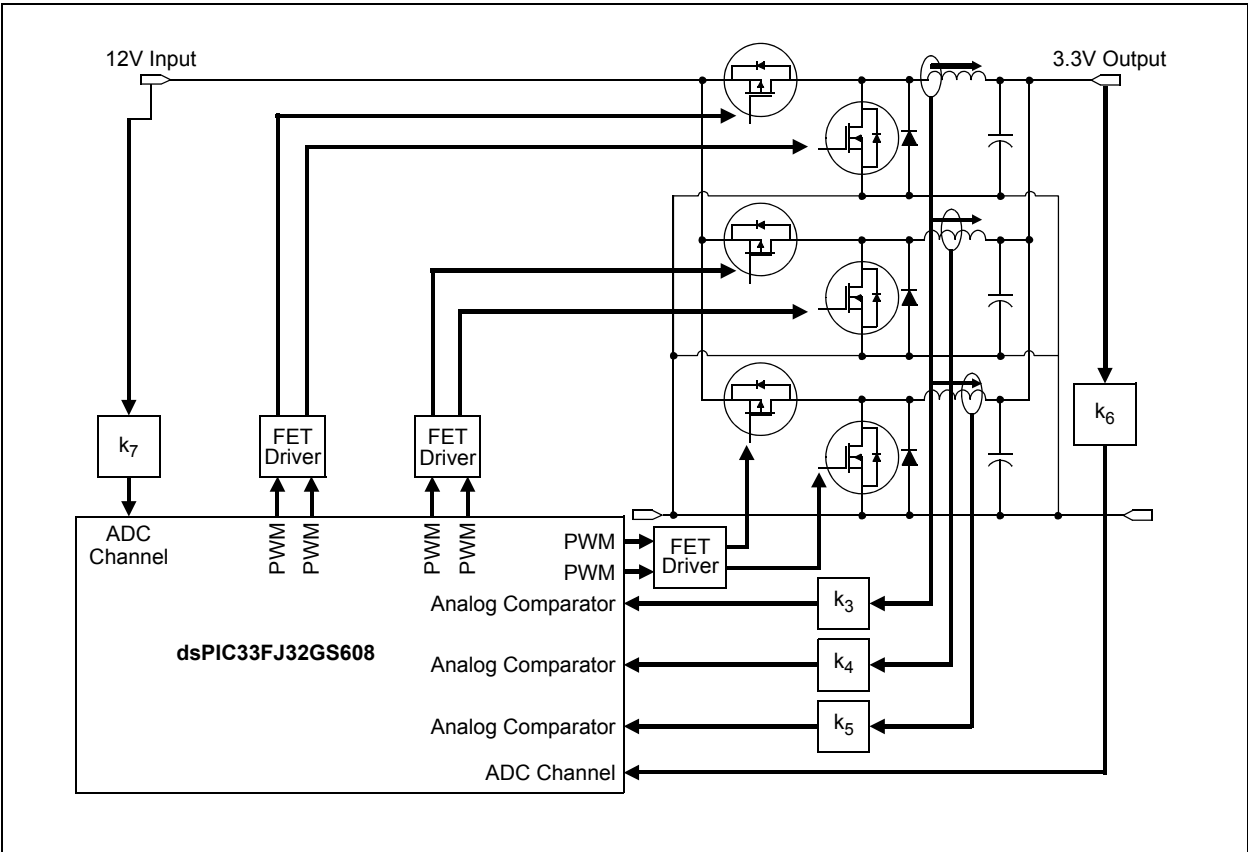 12V Input
3.3V Output
k7
FET
Driver
FET
Driver
k6
ADC
Channel
PWM
PWM
PWM
PWM
PWM
PWM
FET
Driver
Analog Comparator
k3
dsPIC33FJ32GS608
Analog Comparator
k4
Analog Comparator
k5
ADC Channel